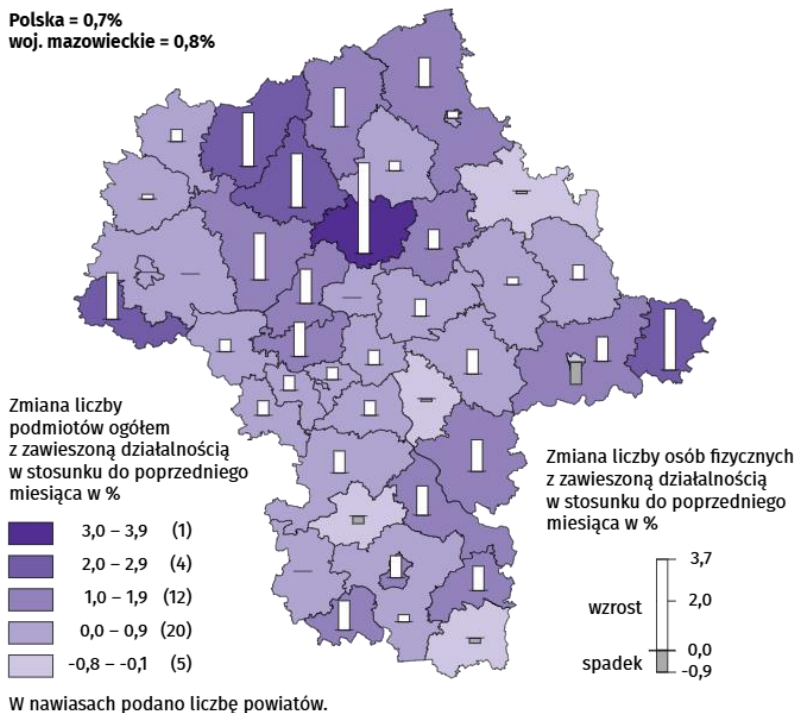 Polska = 0,7%
woj. mazowieckie = 0,8%
Zmiana liczby
podmiotów ogółem
z zawieszoną działalnością
w stosunku do poprzedniego
miesiąca w %
3,0 – 3,9 (1)
2,0 – 2,9 (4)
1,0 – 1,9 (12)
0,0 – 0,9 (20)
-0,8 – -0,1 (5)
Zmiana liczby osób fizycznych
z zawieszoną działalnością
w stosunku do poprzedniego
miesiąca w %
3,7
wzrost 2,0
0,0
spadek -0,9
W nawiasach podano liczbę powiatów.